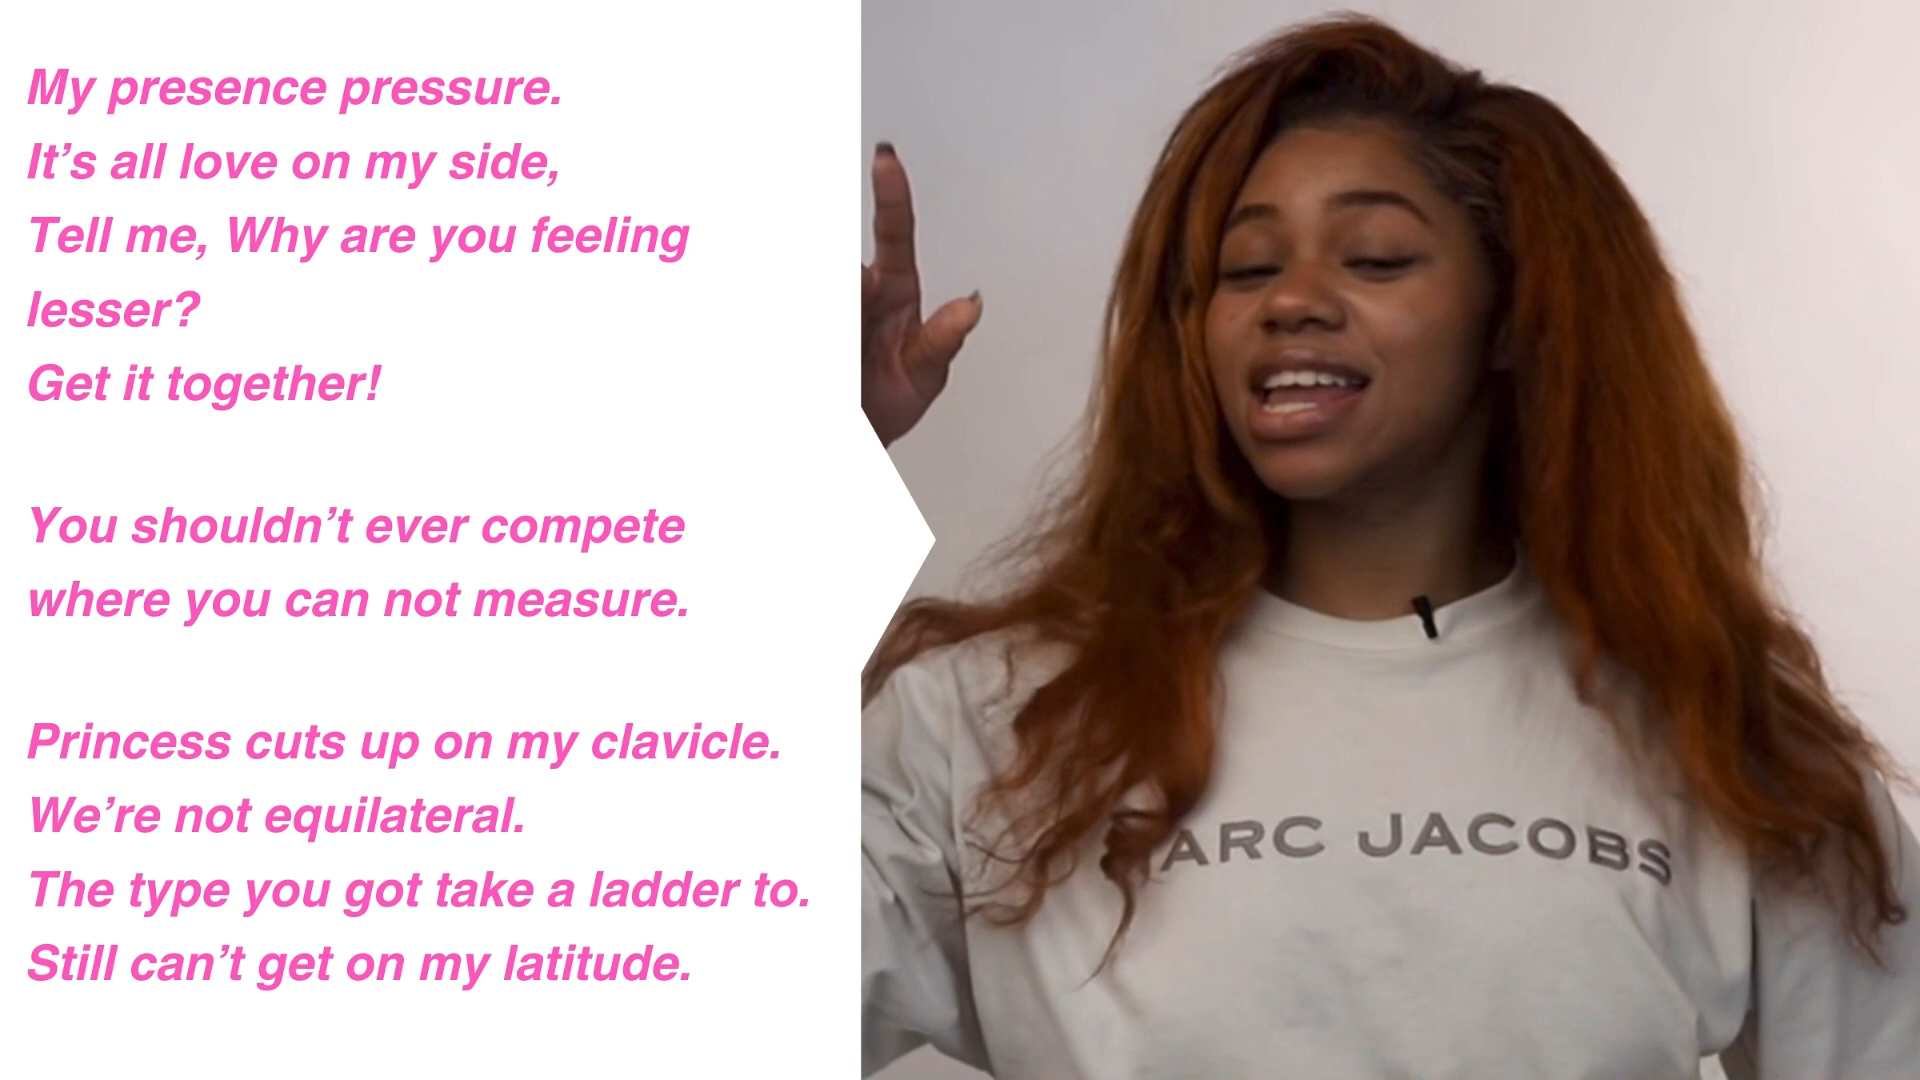 My presence pressure.
It’s all love on my side,
Tell me, Why are you feeling
lesser?
Get it together!
You shouldn’t ever compete
where you can not measure.
Princess cuts up on my clavicle.
We’re not equilateral.
The type you got take a ladder to.
Still can’t get on my latitude.
ARC JACOBS